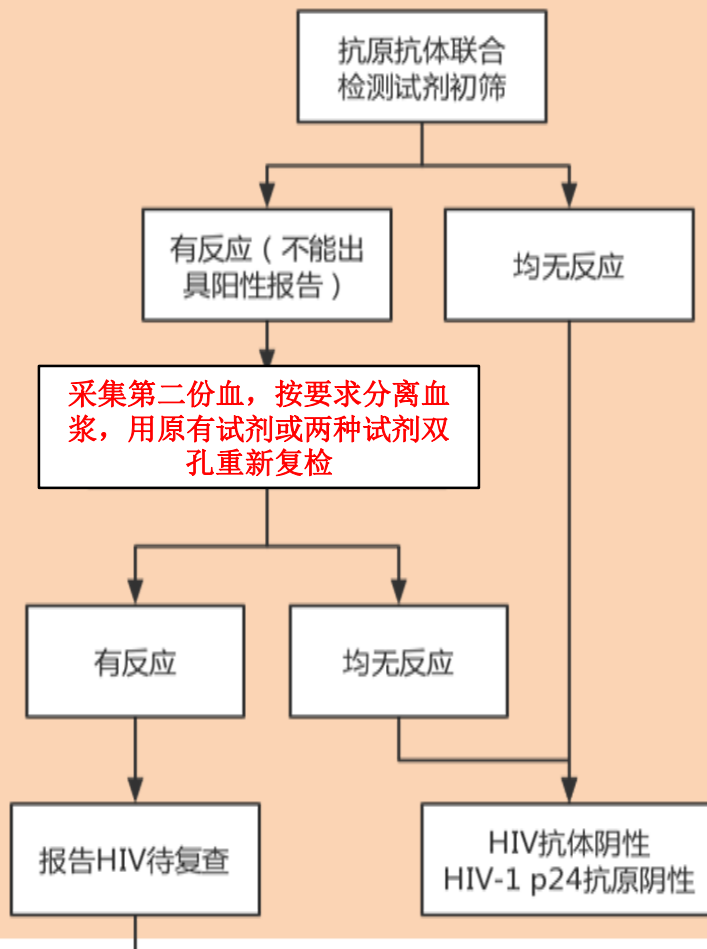 抗原抗体联合
检测试剂初筛
有反应（不能出
具阳性报告）
均无反应
采集第二份血，按要求分离血
浆，用原有试剂或两种试剂双
孔重新复检
有反应
均无反应
报告HIV待复查
HIV抗体阴性
HIV-1 p24抗原阴性